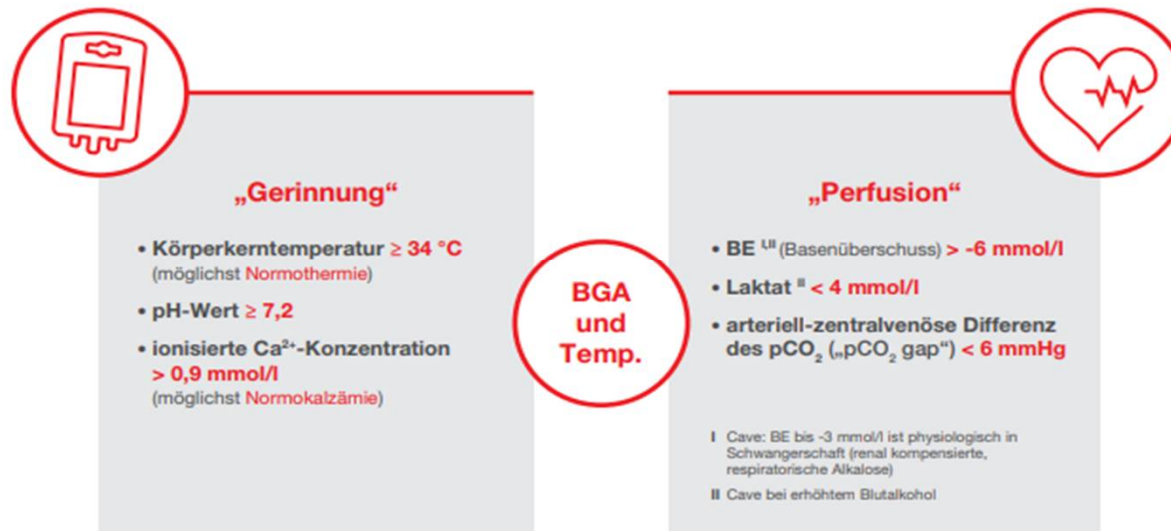 „Gerinnung“
• Körperkerntemperatur ≥ 34 °C
(möglichst Normothermie)
• pH-Wert ≥ 7,2
• ionisierte Ca²⁺-Konzentration
> 0,9 mmol/l
(möglichst Normokalzämie)
BGA
und
Temp.
„Perfusion“
• BE I,II (Basenüberschuss) > -6 mmol/l
• Laktat II < 4 mmol/l
• arteriell-zentralvenöse Differenz
des pCO₂ („pCO₂ gap“) < 6 mmHg
I Cave: BE bis -3 mmol/l ist physiologisch in
Schwangerschaft (renal kompensierte,
respiratorische Alkalose)
II Cave bei erhöhtem Blutalkohol